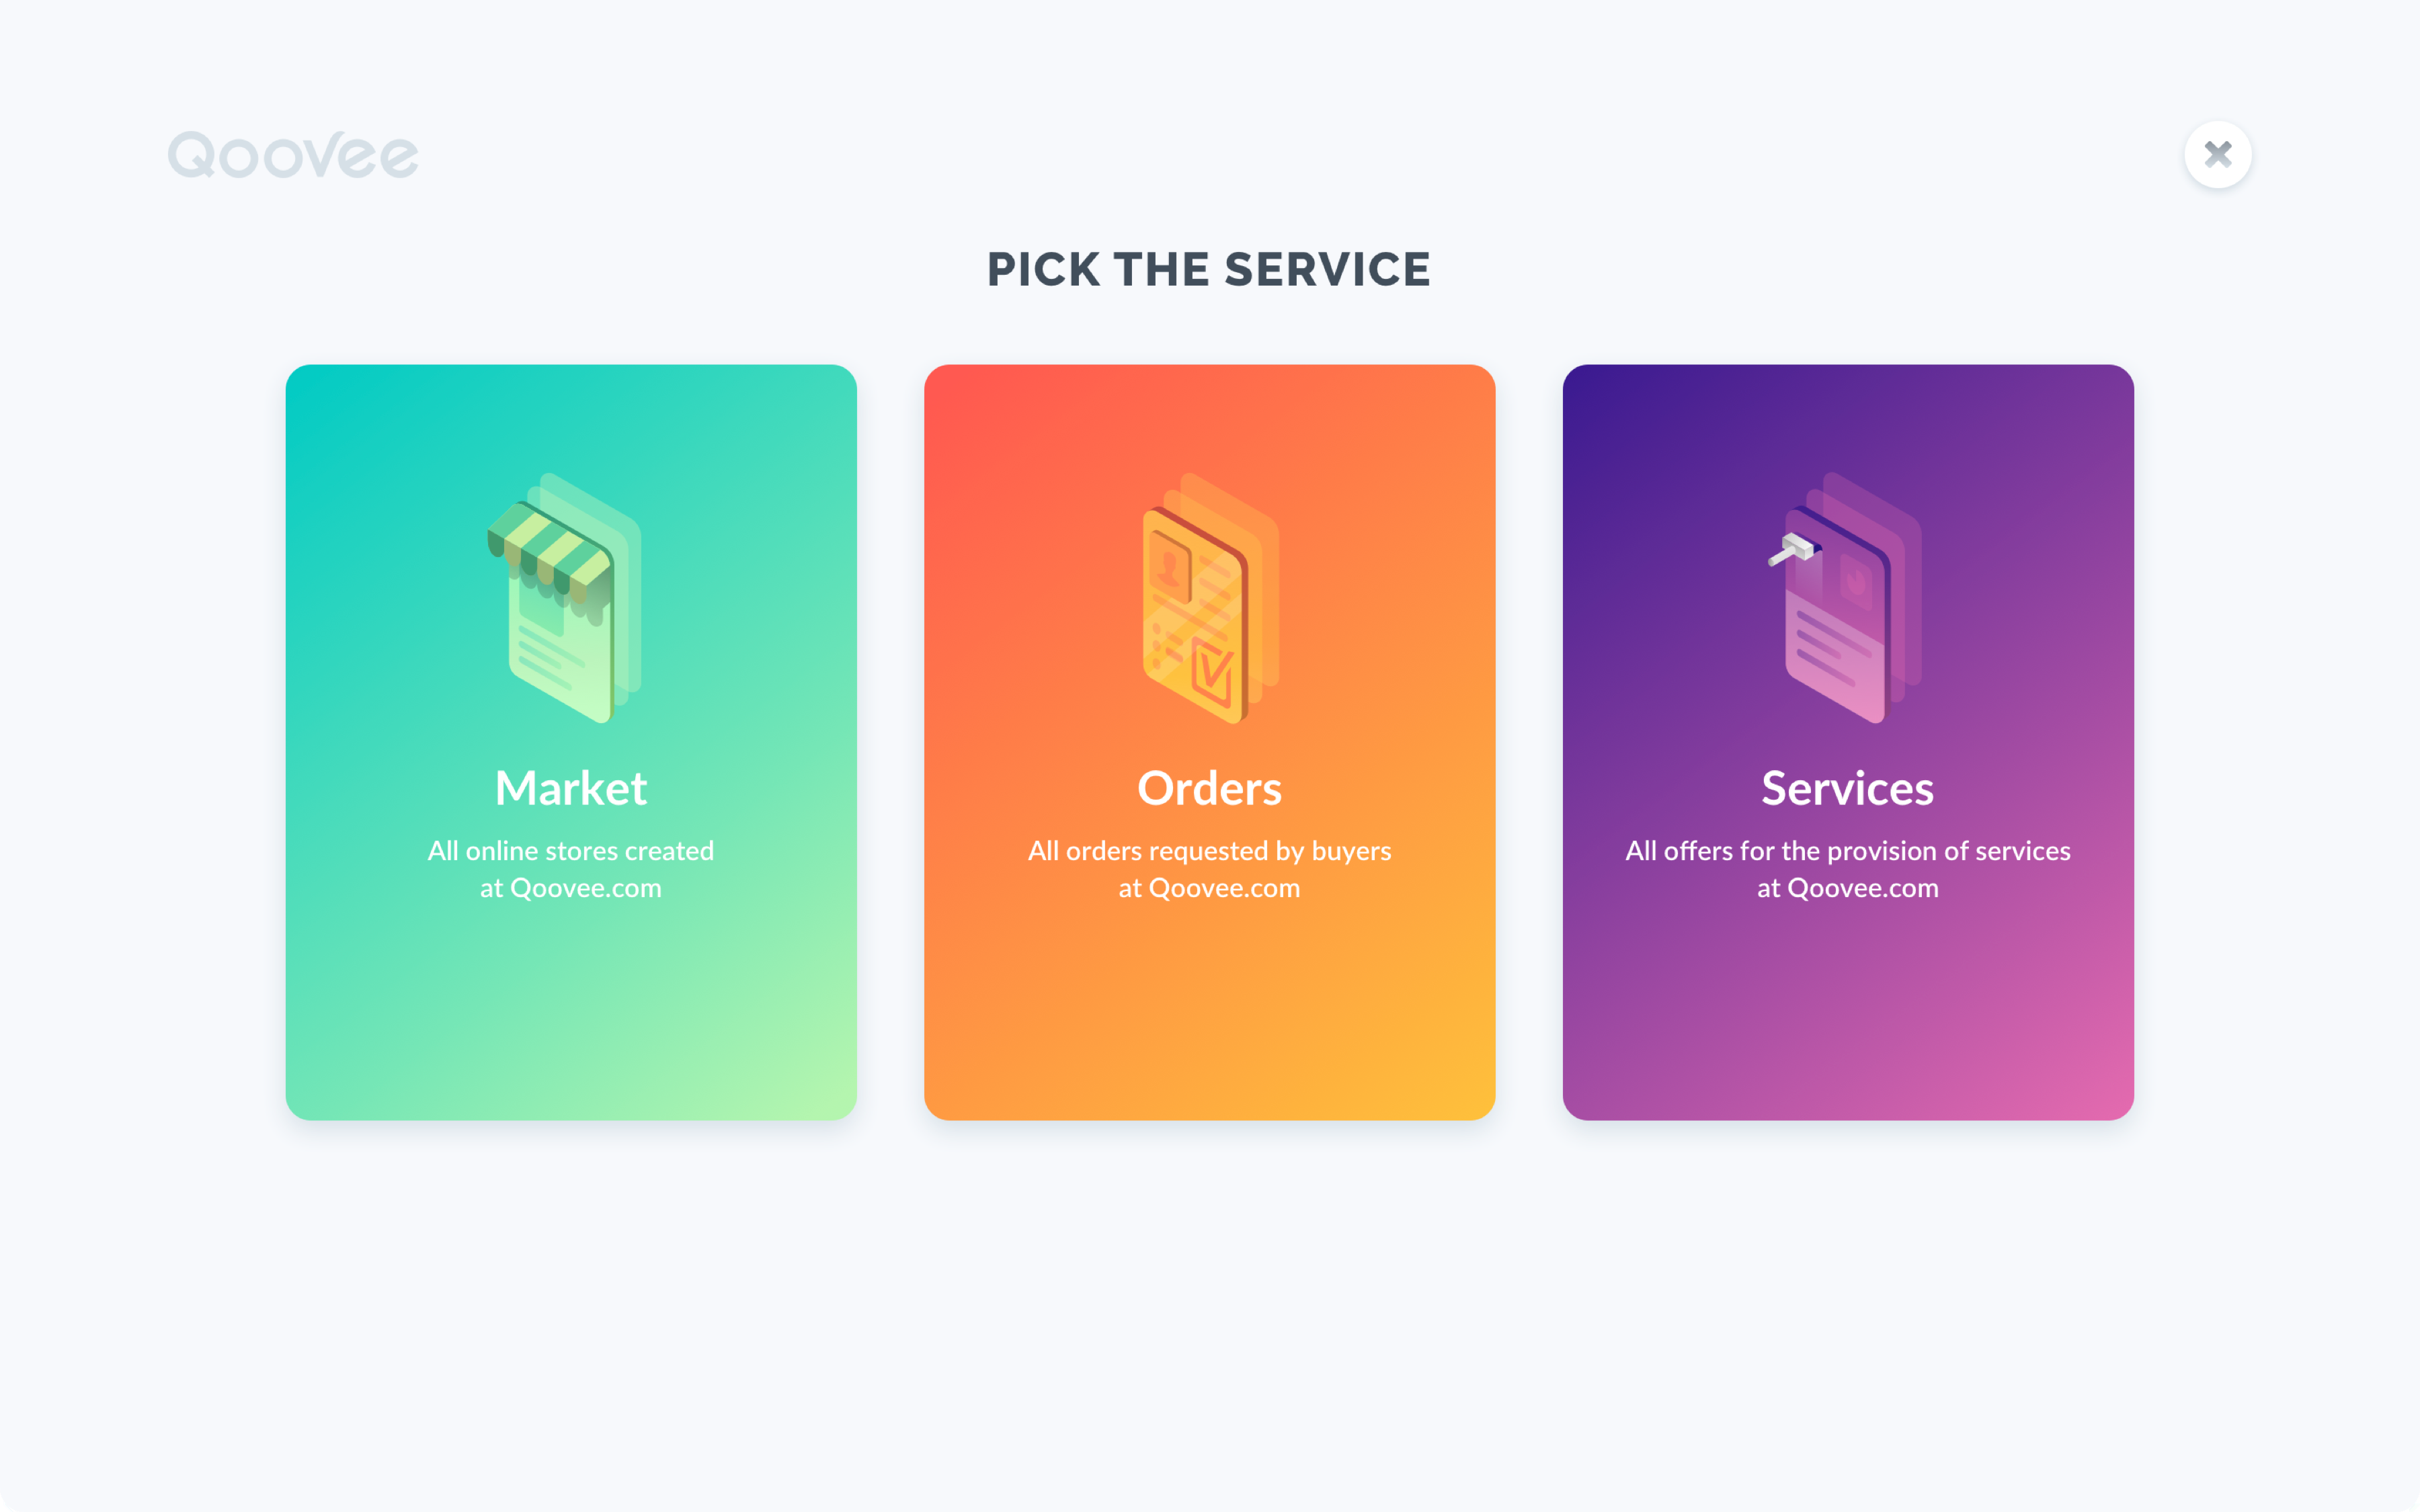 Qoovee
PICK THE SERVICE
Market
All online stores created
at Qoovee.com
Orders
All orders requested by buyers
at Qoovee.com
Services
All offers for the provision of services
at Qoovee.com